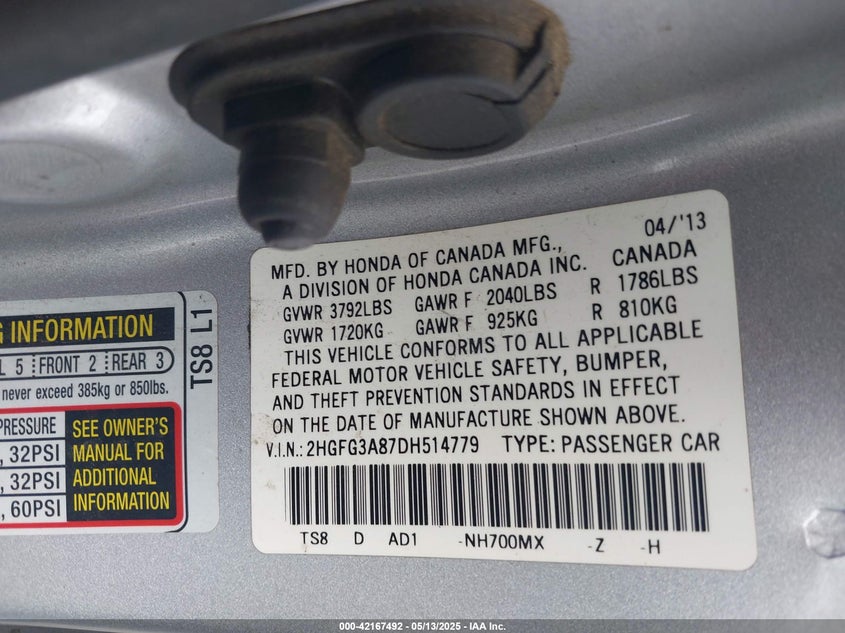 04/'13
MFD. BY HONDA OF CANADA MFG.,
A DIVISION OF HONDA CANADA INC. CANADA
GVWR 3792LBS GAWR F 2040LBS R 1786LBS
GVWR 1720KG GAWR F 925KG R 810KG
THIS VEHICLE CONFORMS TO ALL APPLICABLE
FEDERAL MOTOR VEHICLE SAFETY, BUMPER,
AND THEFT PREVENTION STANDARDS IN EFFECT
ON THE DATE OF MANUFACTURE SHOWN ABOVE.
V.I.N.: 2HGFG3A87DH514779 TYPE: PASSENGER CAR
TS8 D AD1 -NH700MX -Z -H
INFORMATION
5 FRONT 2 REAR 3
never exceed 385kg or 850lbs.
SEE OWNER'S
MANUAL FOR
ADDITIONAL
INFORMATION
PRESSURE
, 32PSI
, 32PSI
, 60PSI
TS8 L1
000-42167492 - 05/13/2025 - IAA Inc.